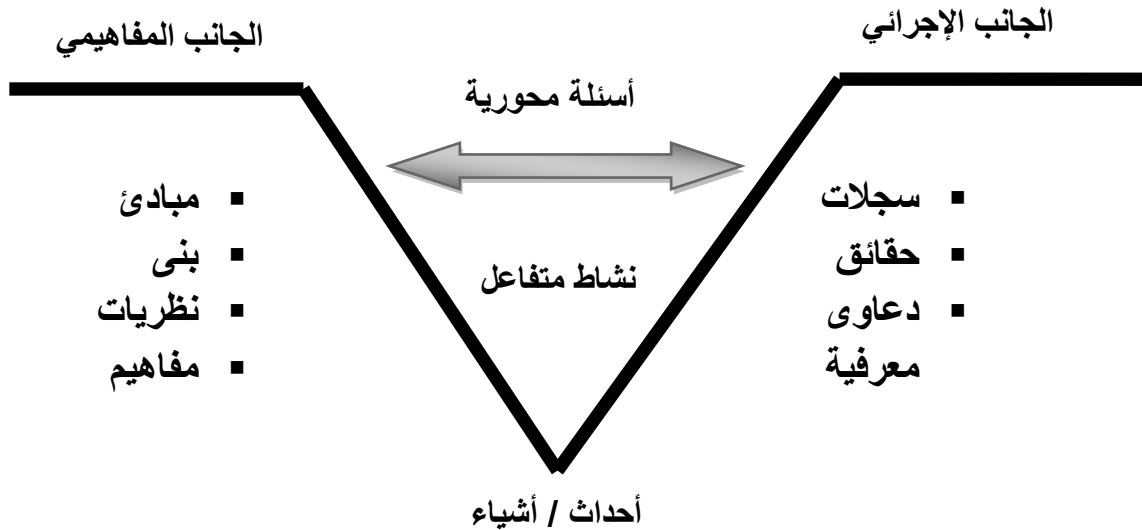 الجانب الإجرائي
الجانب المفاهيمي
أسئلة محورية
▪ سجلات
▪ حقائق
▪ دعاوى
معرفية
نشاط متفاعل
▪ مبادئ
▪ بنى
▪ نظريات
▪ مفاهيم
أحداث / أشياء